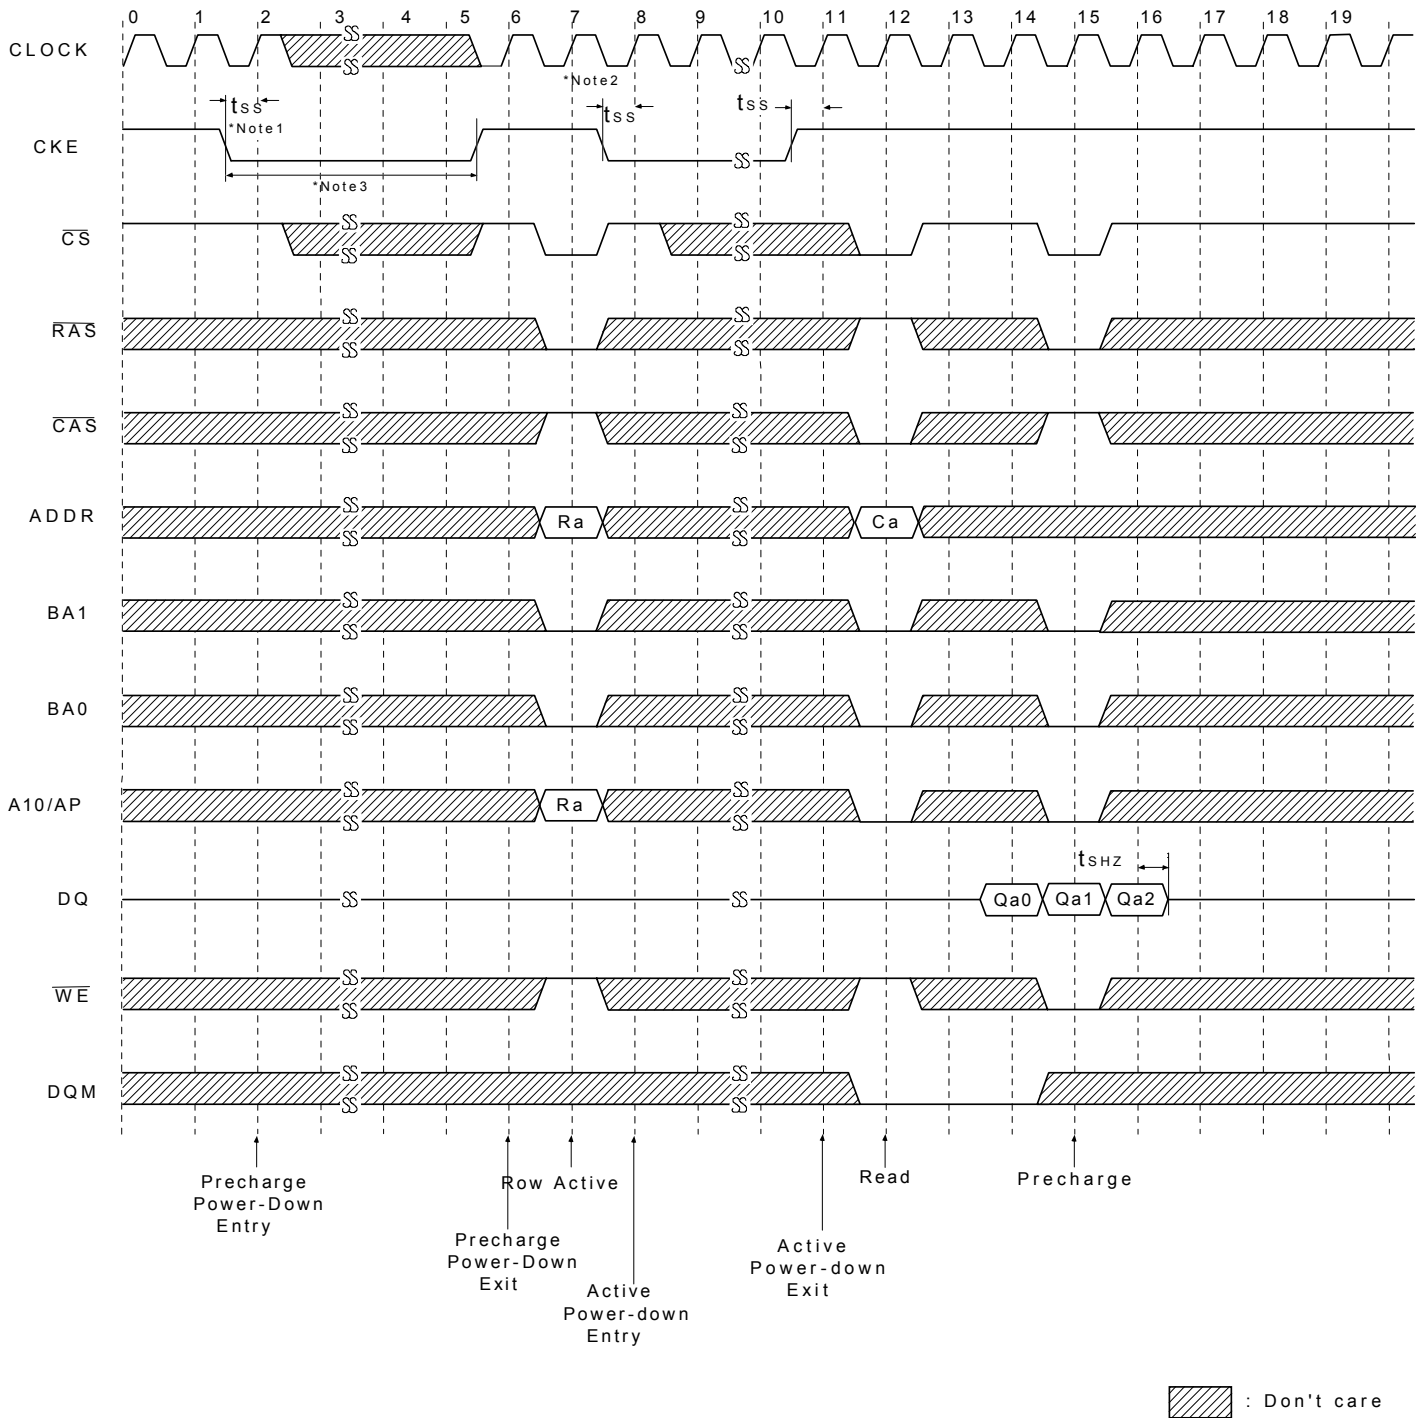 0 1 2 3 4 5 6 7 8 9 10 11 12 13 14 15 16 17 18 19
CLOCK
*Note2
tSS
tSS
tSS
*Note1
CKE
*Note3
CS
RAS
CAS
ADDR
Ra
Ca
BA1
BA0
A10/AP
Ra
tSHZ
DQ
Qa0
Qa1
Qa2
WE
DQM
Precharge
Power-Down
Entry
Row Active
Read
Precharge
Precharge
Power-Down
Exit
Active
Power-down
Exit
Active
Power-down
Entry
: Don't care